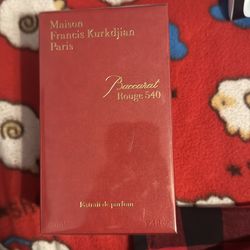 Maison
Francis Kurkdjian
Paris
Baccarat
Rouge 540
Extrait de parfum